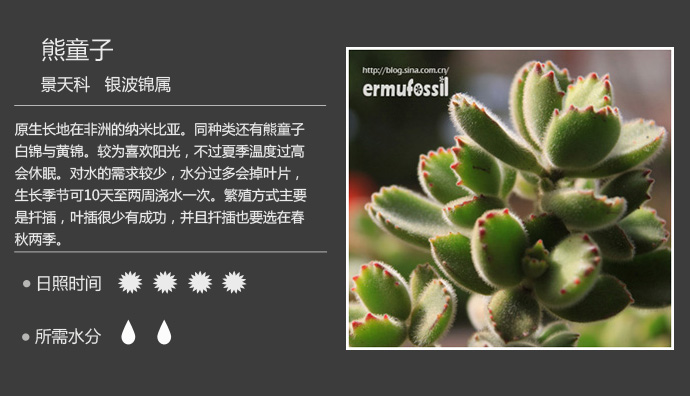 熊童子
景天科 银波锦属
原生长地在非洲的纳米比亚。同种类还有熊童子
白锦与黄锦。较为喜欢阳光，不过夏季温度过高
会休眠。对水的需求较少，水分过多会掉叶片，
生长季节可10天至两周浇水一次。繁殖方式主要
是扦插，叶插很少有成功，并且扦插也要选在春
秋两季。
日照时间
所需水分
http://blog.sina.com.cn/
ermufossil